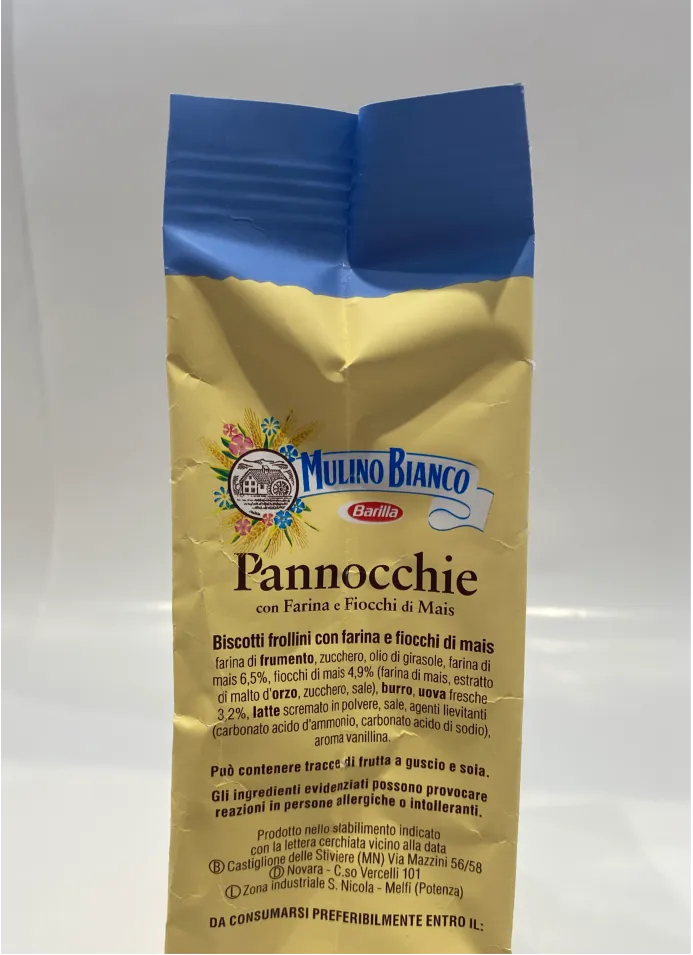 MULINO BIANCO
Barilla
Pannocchie
con Farina e Fiocchi di Mais
Biscotti frollini con farina e fiocchi di mais
farina di frumento, zucchero, olio di girasole, farina di
mais 6,5%, fiocchi di mais 4,9% (farina di mais, estratto
di malto d'orzo, zucchero, sale), burro, uova fresche
3,2%, latte scremato in polvere, sale, agenti lievitanti
(carbonato acido d'ammonio, carbonato acido di sodio),
aroma vanillina.
Può contenere tracce di frutta a guscio e soia.
Gli ingredienti evidenziati possono provocare
reazioni in persone allergiche o intolleranti.
Prodotto nello stabilimento indicato
con la lettera cerchiata vicino alla data
Ⓑ Castiglione delle Stiviere (MN) Via Mazzini 56/58
Ⓓ Novara - C.so Vercelli 101
Ⓛ Zona industriale S. Nicola - Melfi (Potenza)
DA CONSUMARSI PREFERIBILMENTE ENTRO IL: